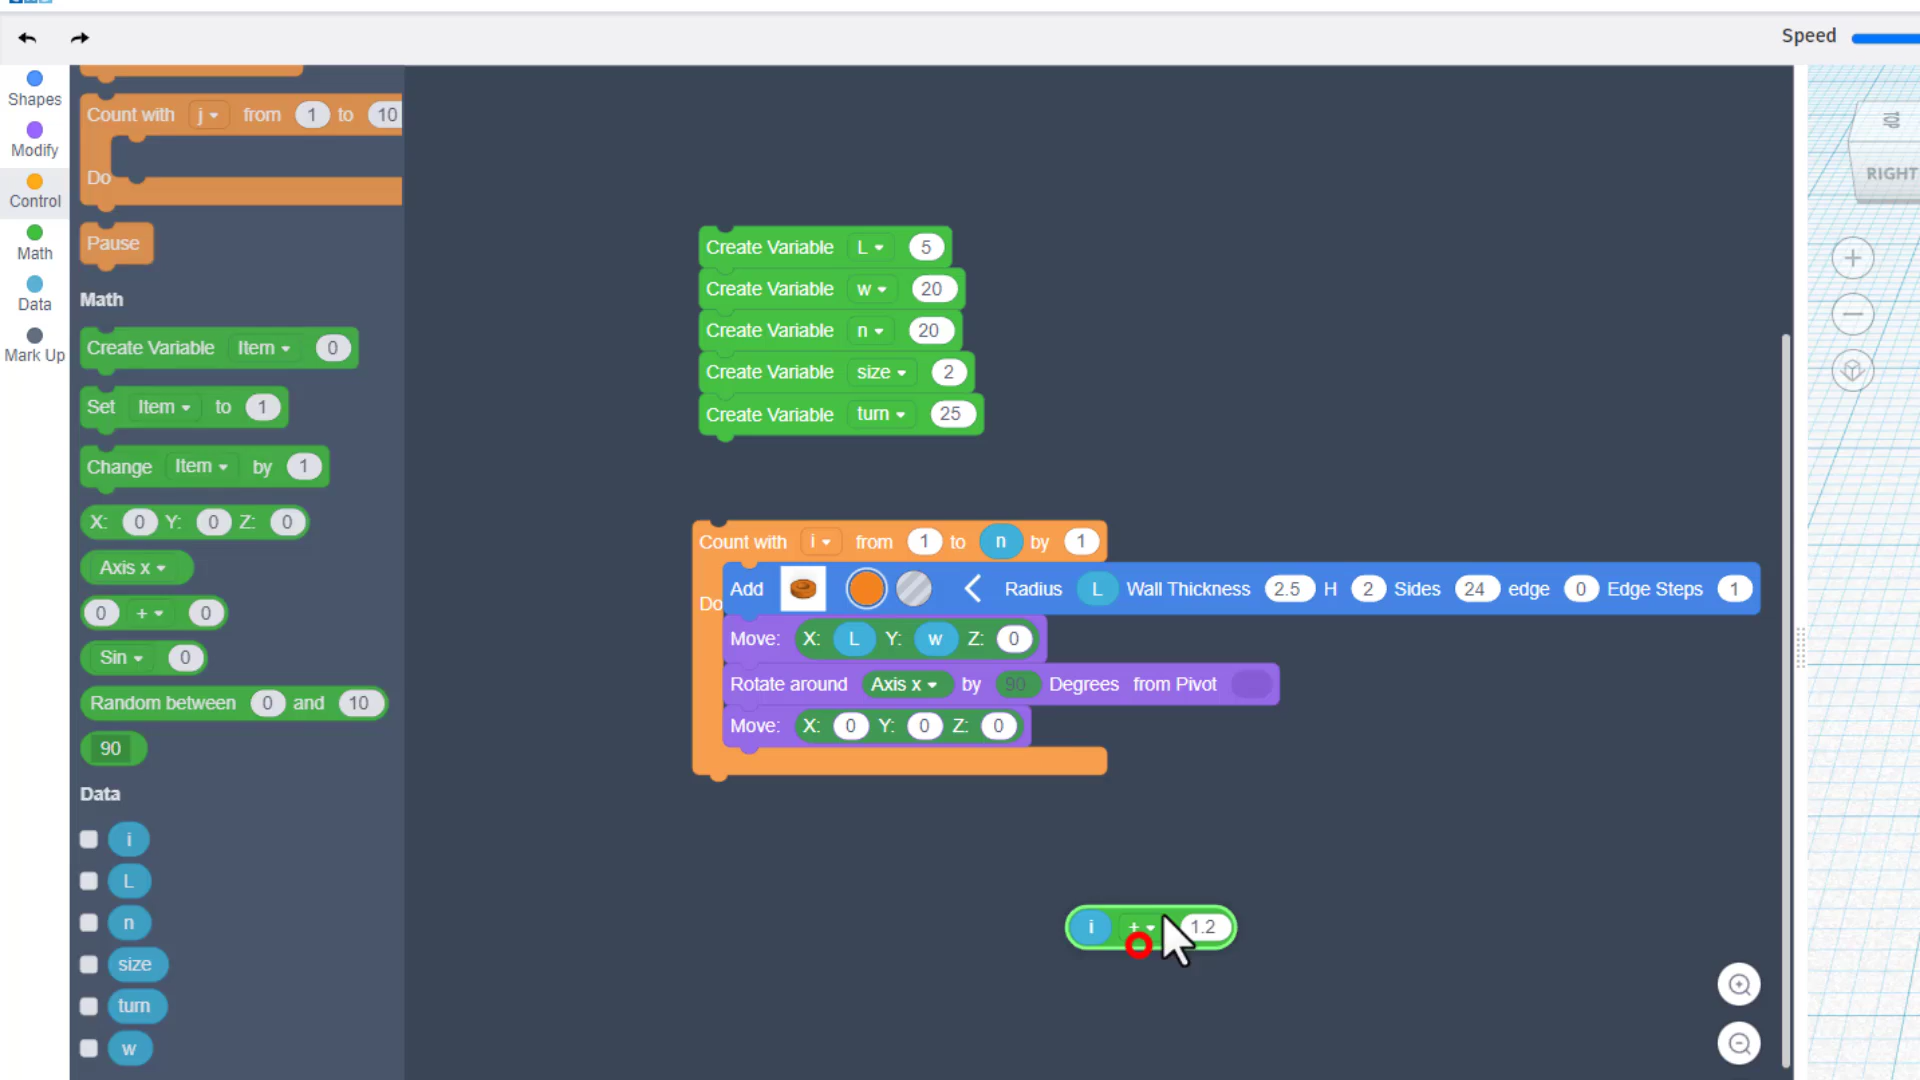 Speed
Shapes
Modify
Control
Math
Data
Mark Up
Count with j from 1 to 10
Do
Pause
Math
Create Variable Item 0
Set Item to 1
Change Item by 1
X: 0 Y: 0 Z: 0
Axis x
0 + 0
Sin 0
Random between 0 and 10
90
Data
i
L
n
size
turn
w
Create Variable L 5
Create Variable w 20
Create Variable n 20
Create Variable size 2
Create Variable turn 25
Count with i from 1 to n by 1
Do
Add Radius L Wall Thickness 2.5 H 2 Sides 24 edge 0 Edge Steps 1
Move: X: L Y: w Z: 0
Rotate around Axis x by 90 Degrees from Pivot
Move: X: 0 Y: 0 Z: 0
i + 1.2
TOP
RIGHT